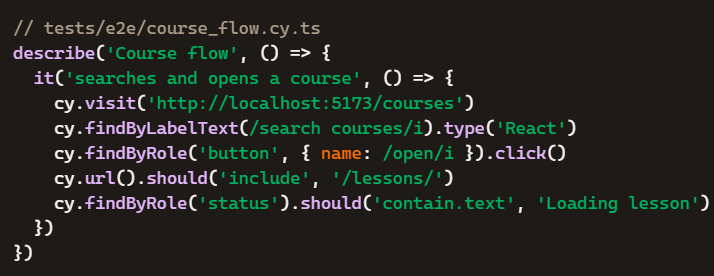 // tests/e2e/course_flow.cy.ts
describe('Course flow', () => {
  it('searches and opens a course', () => {
    cy.visit('http://localhost:5173/courses')
    cy.findByLabelText(/search courses/i).type('React')
    cy.findByRole('button', { name: /open/i }).click()
    cy.url().should('include', '/lessons/')
    cy.findByRole('status').should('contain.text', 'Loading lesson')
  })
})